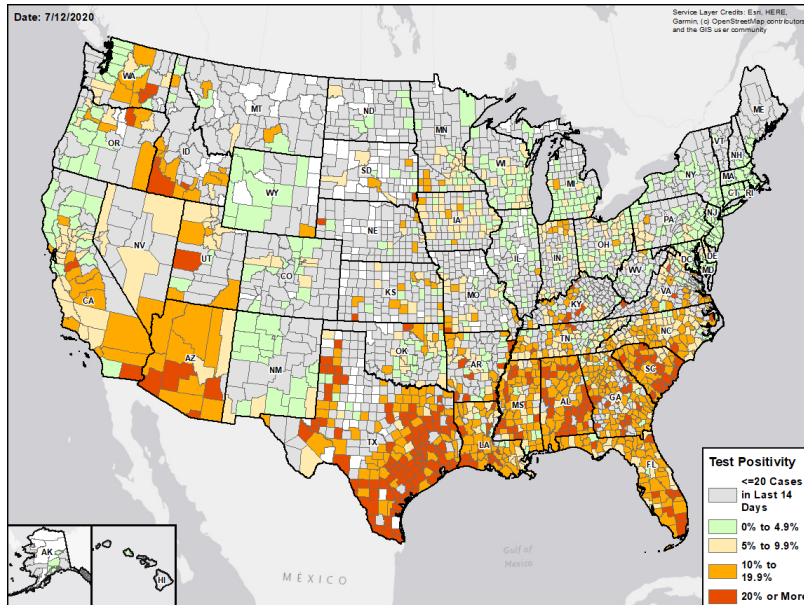 Date: 7/12/2020
Service Layer Credits: Esri, HERE,
Garmin, (c) OpenStreetMap contributors
and the GIS user community
WA
MT
ND
MN
ME
OR
ID
WY
SD
WI
MI
VT
NH
NY
MA
CT
RI
NV
UT
CO
NE
IA
IL
IN
OH
PA
NJ
DE
DC
MD
WV
VA
CA
KS
MO
KY
AZ
NM
OK
AR
TN
NC
SC
TX
LA
MS
AL
GA
FL
AK
HI
MÉXICO
Gulf of
Mexico
Test Positivity
<=20 Cases
in Last 14
Days
0% to 4.9%
5% to 9.9%
10% to
19.9%
20% or More